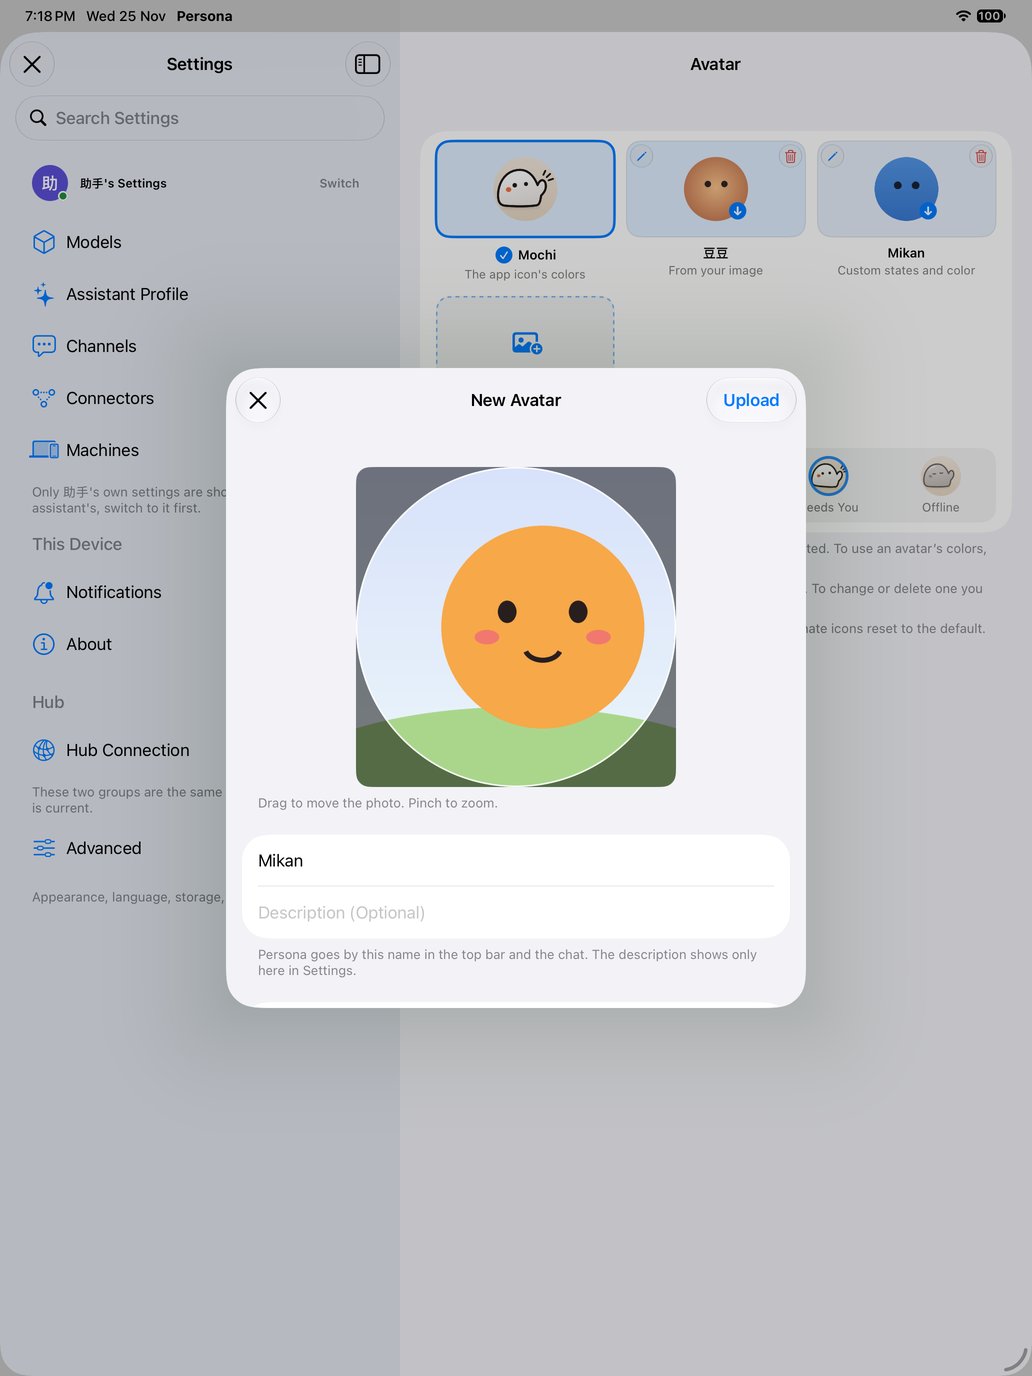 7:18 PM Wed 25 Nov Persona
100
Settings
Avatar
Search Settings
助
助手's Settings
Switch
Models
Assistant Profile
Channels
Connectors
Machines
Only 助手's own settings are
assistant's, switch to it first.
This Device
Notifications
About
Hub
Hub Connection
These two groups are the same
is current.
Advanced
Appearance, language, storage,
Mochi
The app icon's colors
豆豆
From your image
Mikan
Custom states and color
You
Offline
To use an avatar's colors,
. To change or delete one you
icons reset to the default.
New Avatar
Upload
Drag to move the photo. Pinch to zoom.
Mikan
Description (Optional)
Persona goes by this name in the top bar and the chat. The description shows only
here in Settings.